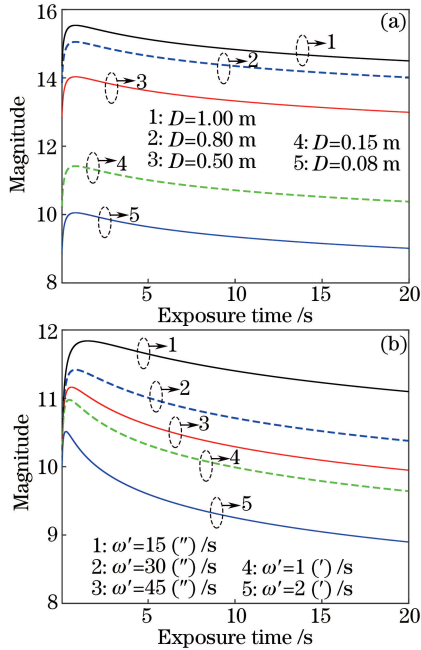 16
(a)
1
2
14
3
1: D=1.00 m
2: D=0.80 m
4: D=0.15 m
12
3: D=0.50 m
5: D=0.08 m
4
10
5
8
5
10
15
20
Magnitude
Exposure time /s
12
(b)
1
11
2
3
10
4
5
9
1: ω′=15 (″) /s
2: ω′=30 (″) /s
4: ω′=1 (′) /s
3: ω′=45 (″) /s
5: ω′=2 (′) /s
8
5
10
15
20
Magnitude
Exposure time /s